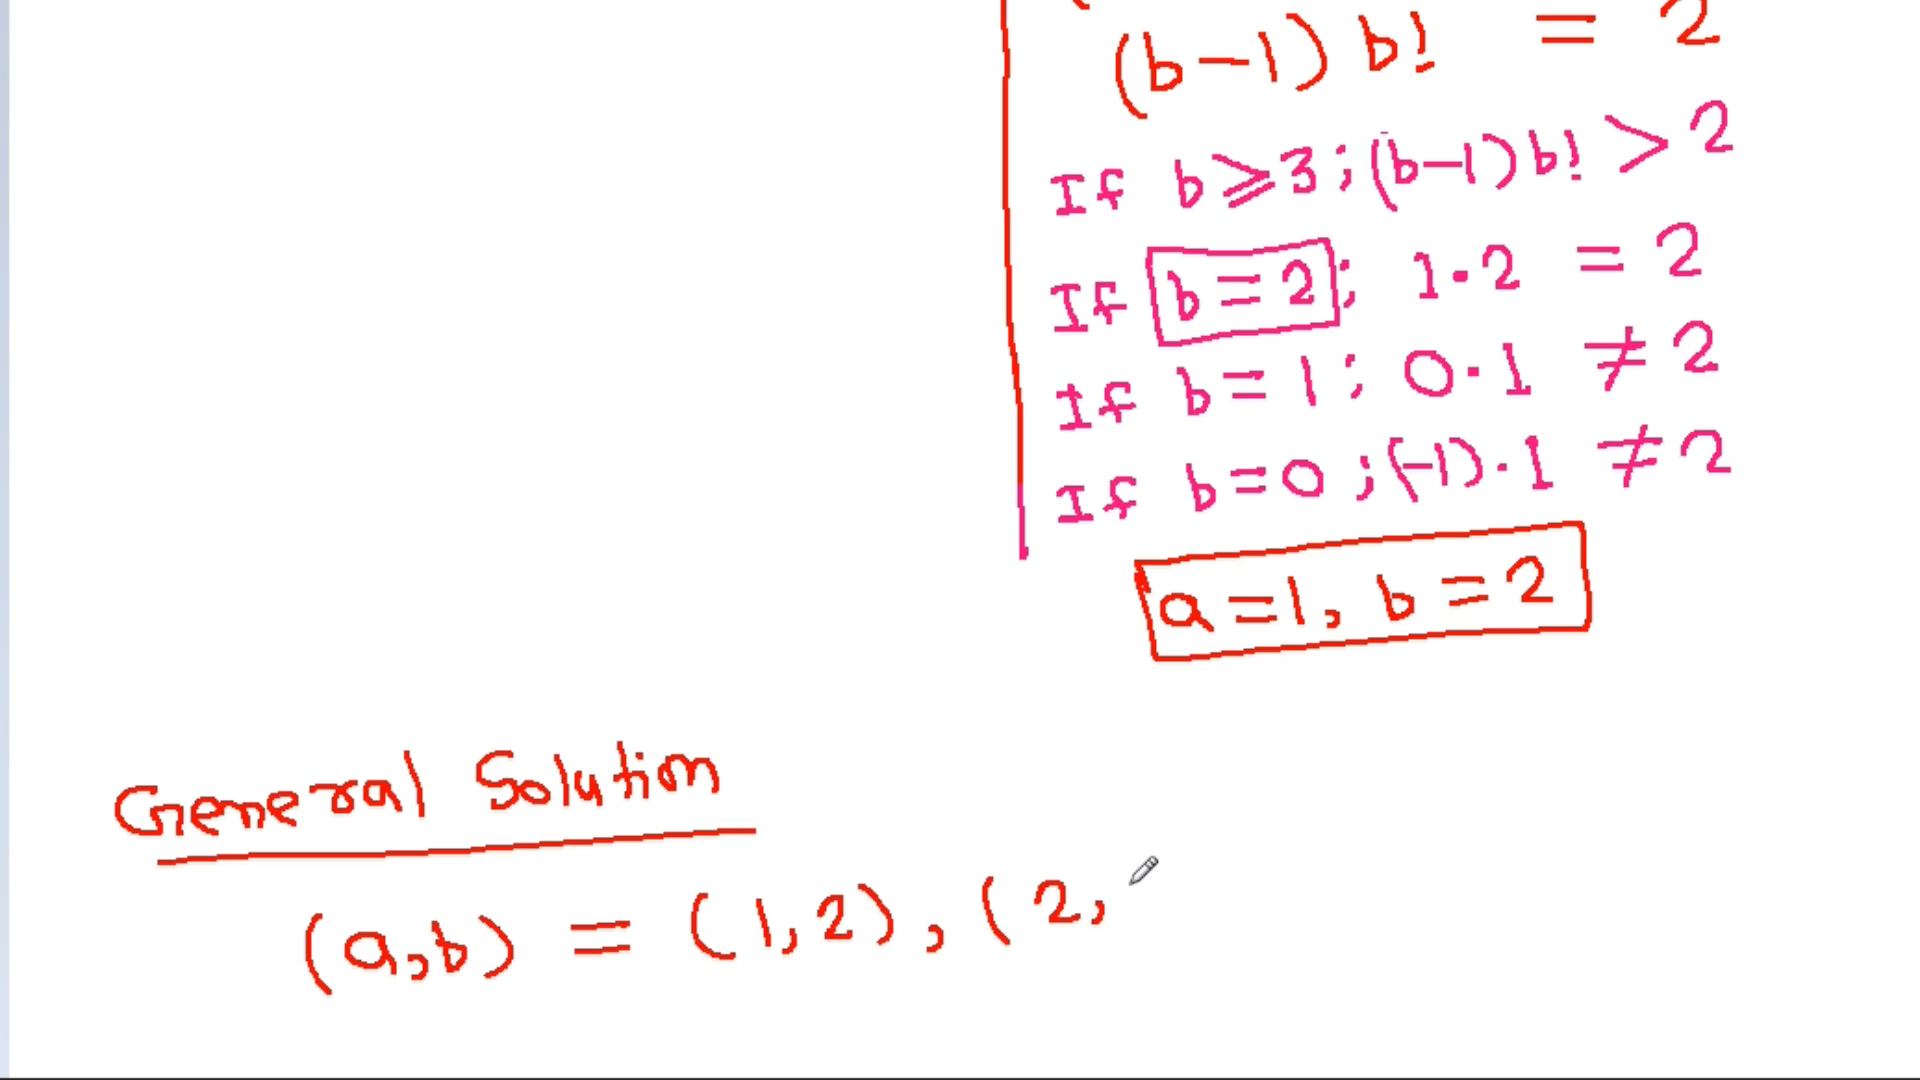 (b-1) b! = 2
If b⩾3; (b-1) b! > 2
If b=2; 1·2 = 2
If b=1; 0·1 ≠ 2
If b=0; (-1)·1 ≠ 2
a=1, b=2
General Solution
(a,b) = (1,2), (2,